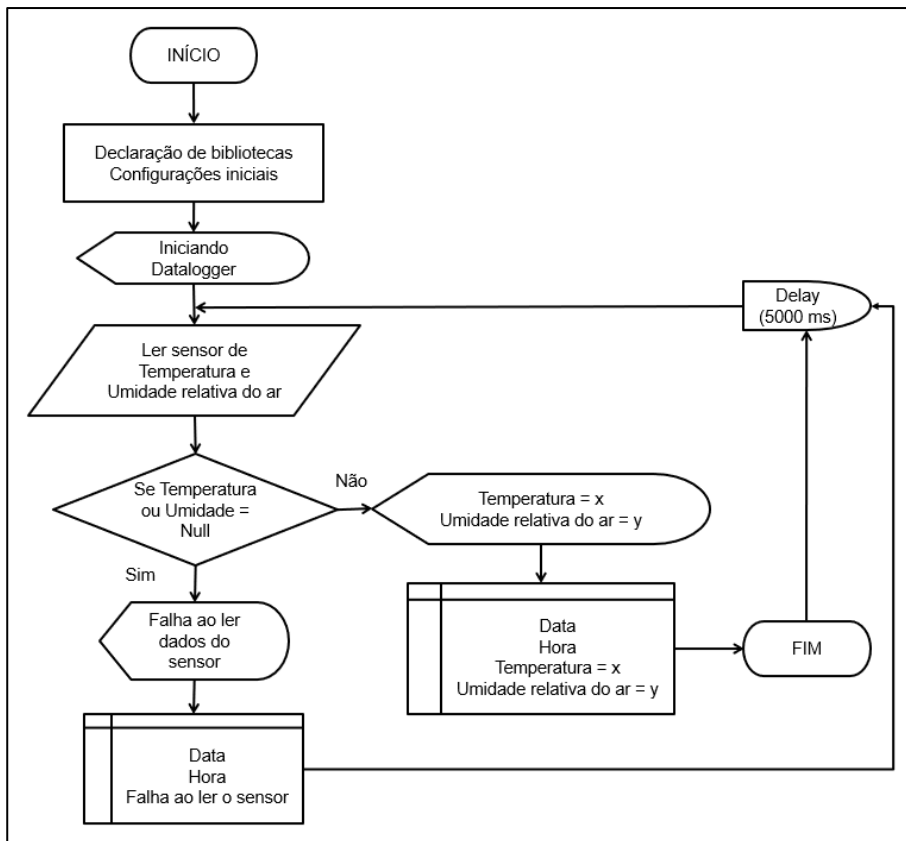 INÍCIO
Declaração de bibliotecas
Configurações iniciais
Iniciando
Datalogger
Delay
(5000 ms)
Ler sensor de
Temperatura e
Umidade relativa do ar
Se Temperatura
ou Umidade =
Null
Não
Temperatura = x
Umidade relativa do ar = y
Sim
Falha ao ler
dados do
sensor
Data
Hora
Temperatura = x
Umidade relativa do ar = y
FIM
Data
Hora
Falha ao ler o sensor